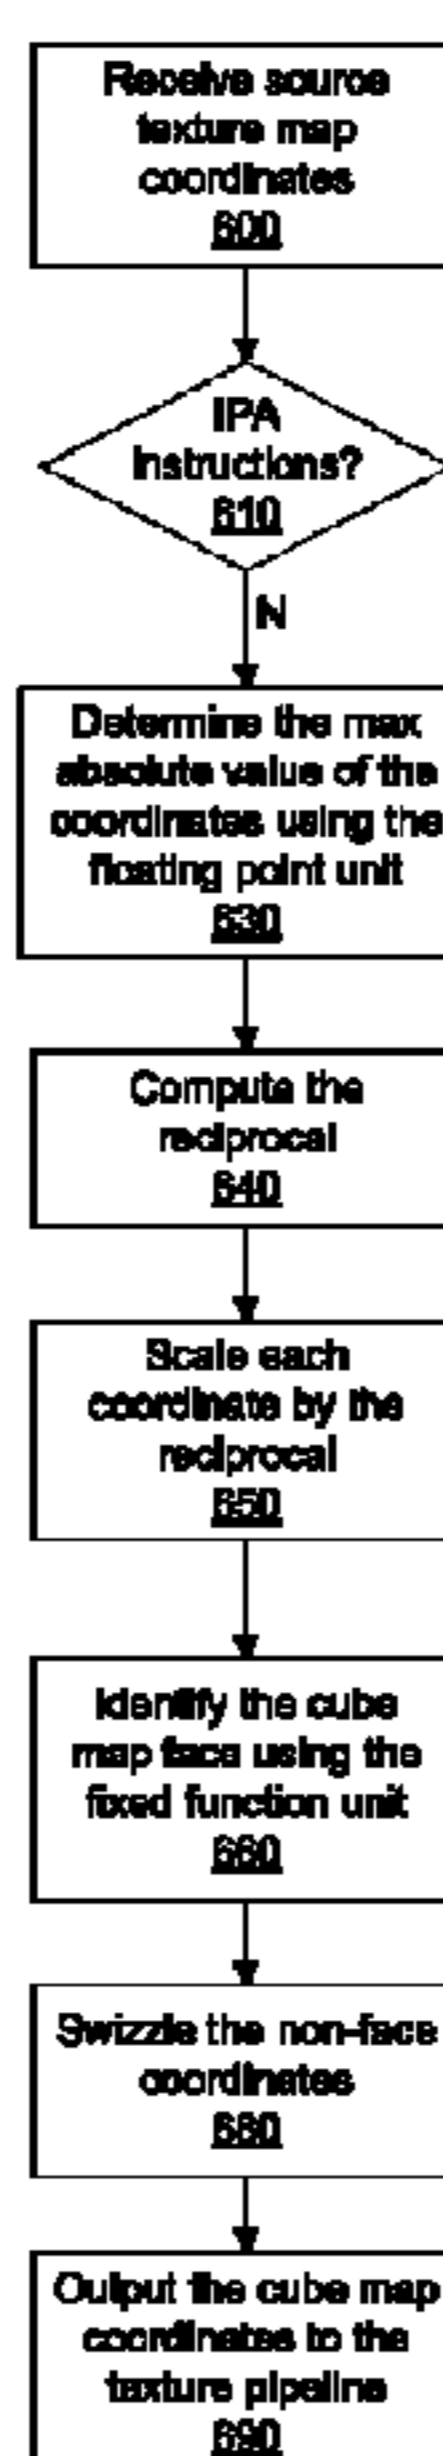 Receive source
texture map
coordinates
600
IPA
instructions?
610
N
Determine the max
absolute value of the
coordinates using the
floating point unit
630
Compute the
reciprocal
640
Scale each
coordinate by the
reciprocal
650
Identify the cube
map face using the
fixed function unit
660
Swizzle the non-face
coordinates
680
Output the cube map
coordinates to the
texture pipeline
690